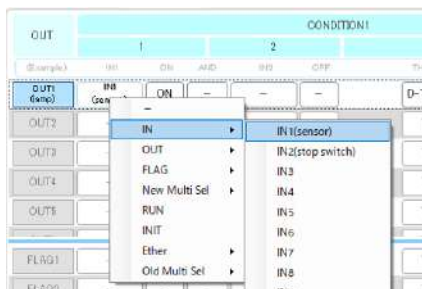 OUT
CONDITION1
1 2
(Example) IN1 ON AND IN2 OFF
OUT1
(lamp)
IN1
ON - - -
OUT2
OUT3
OUT4
OUT5
FLAG1
IN
OUT
FLAG
New Multi Sel
RUN
INIT
Ether
Old Multi Sel
IN1(sensor)
IN2(stop switch)
IN3
IN4
IN5
IN6
IN7
IN8